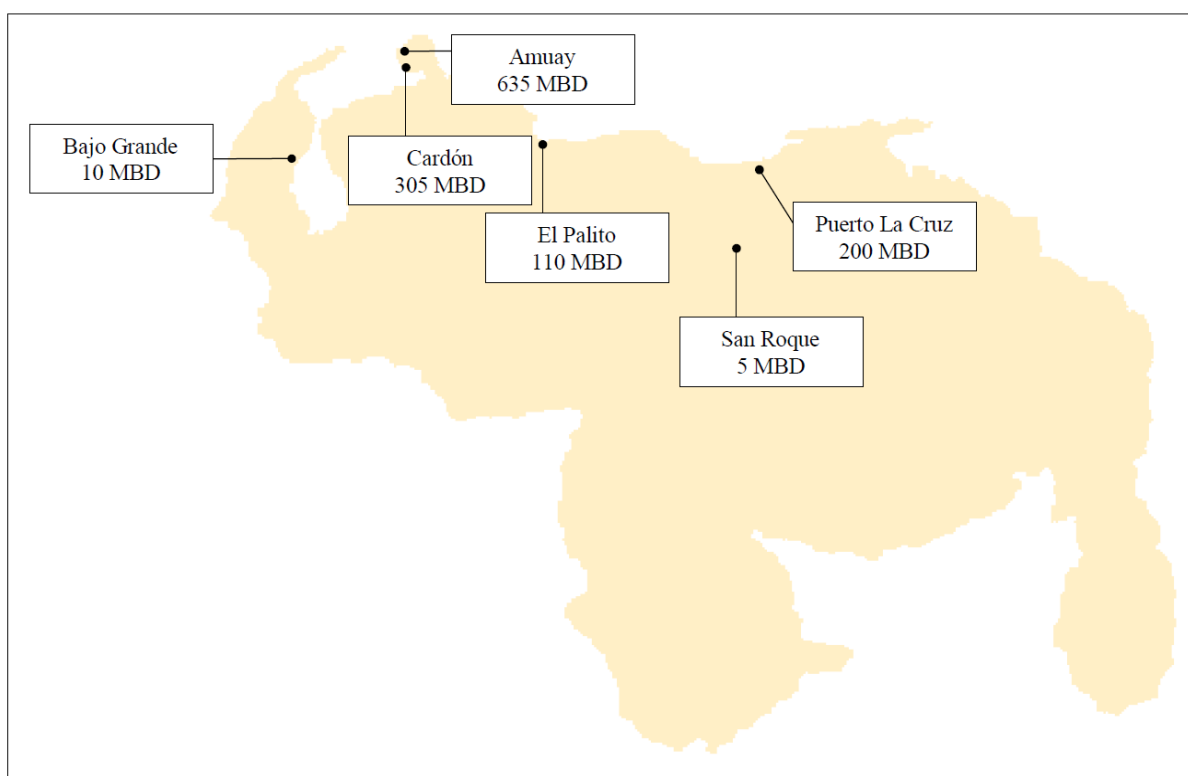 Amuay
635 MBD
Bajo Grande
10 MBD
Cardón
305 MBD
El Palito
110 MBD
Puerto La Cruz
200 MBD
San Roque
5 MBD